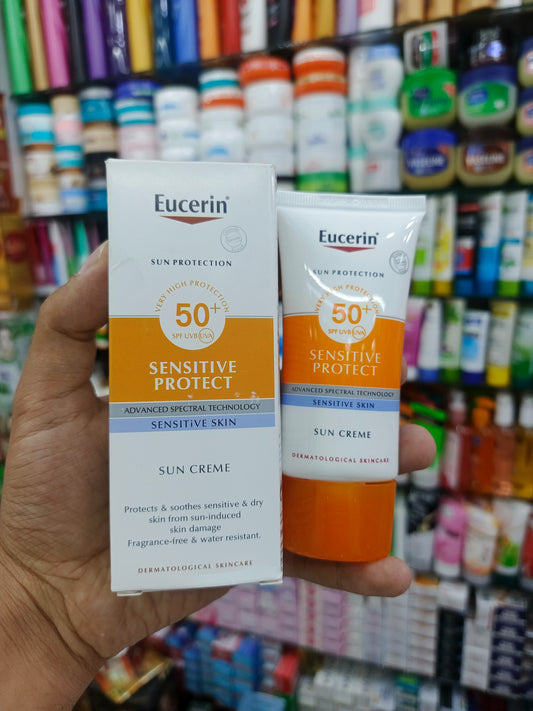 Eucerin®
SUN PROTECTION
VERY HIGH PROTECTION
50+
SPF UVB UVA
SENSITIVE
PROTECT
ADVANCED SPECTRAL TECHNOLOGY
SENSiTiVE SKIN
SUN CREME
Protects & soothes sensitive & dry
skin from sun-induced
skin damage
Fragrance-free & water resistant.
DERMATOLOGICAL SKINCARE
Eucerin®
SUN PROTECTION
VERY HIGH PROTECTION
50+
SPF UVB UVA
SENSITIVE
PROTECT
ADVANCED SPECTRAL TECHNOLOGY
SENSITIVE SKIN
SUN CREME
DERMATOLOGICAL SKINCARE
Vaseline